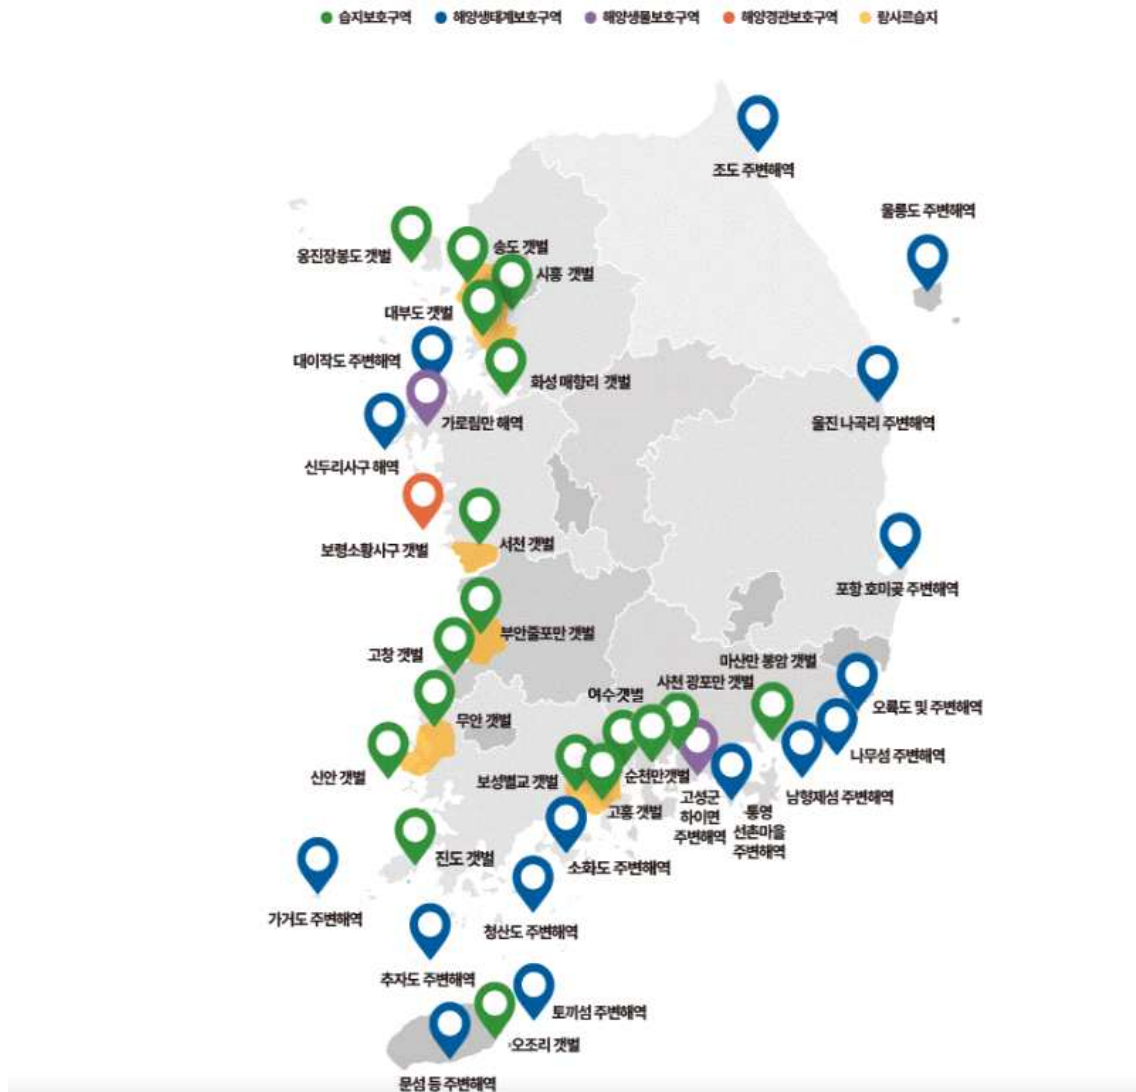 습지보호구역 해양생태계보호구역 해양생물보호구역 해양경관보호구역 람사르습지
조도 주변해역
울릉도 주변해역
옹진장봉도 갯벌
송도 갯벌
시흥 갯벌
대부도 갯벌
대이작도 주변해역
화성 매향리 갯벌
가로림만 해역
울진 나곡리 주변해역
신두리사구 해역
보령소황사구 갯벌
서천 갯벌
포항 호미곶 주변해역
부안줄포만 갯벌
고창 갯벌
마산만 봉암 갯벌
사천 광포만 갯벌
여수갯벌
오륙도 및 주변해역
무안 갯벌
나무섬 주변해역
신안 갯벌
보성벌교 갯벌
순천만갯벌
남형제섬 주변해역
고성군
하이면
주변해역
고흥 갯벌
통영
선촌마을
주변해역
진도 갯벌
소화도 주변해역
가거도 주변해역
청산도 주변해역
추자도 주변해역
토끼섬 주변해역
오조리 갯벌
문섬 등 주변해역